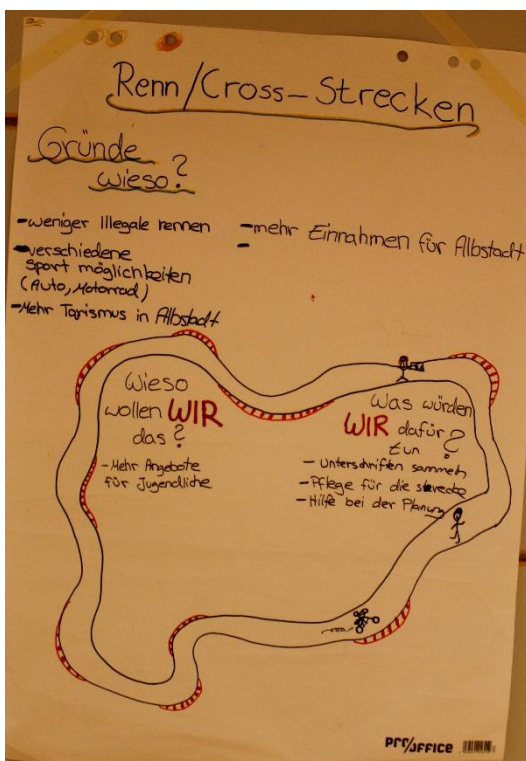 Renn/Cross-Strecken
Gründe
wieso?
-weniger Illegale rennen
-verschiedene
Sport möglichkeiten
(Auto, Motorrad)
-Mehr Tourismus in Albstadt
-mehr Einnahmen für Albstadt
-
Wieso
wollen WIR
das?
- Mehr Angebote
für Jugendliche
Was würden
WIR dafür
tun?
- Unterschriften sammeln
- Pflege für die strecke
- Hilfe bei der Planung
PRO/OFFICE